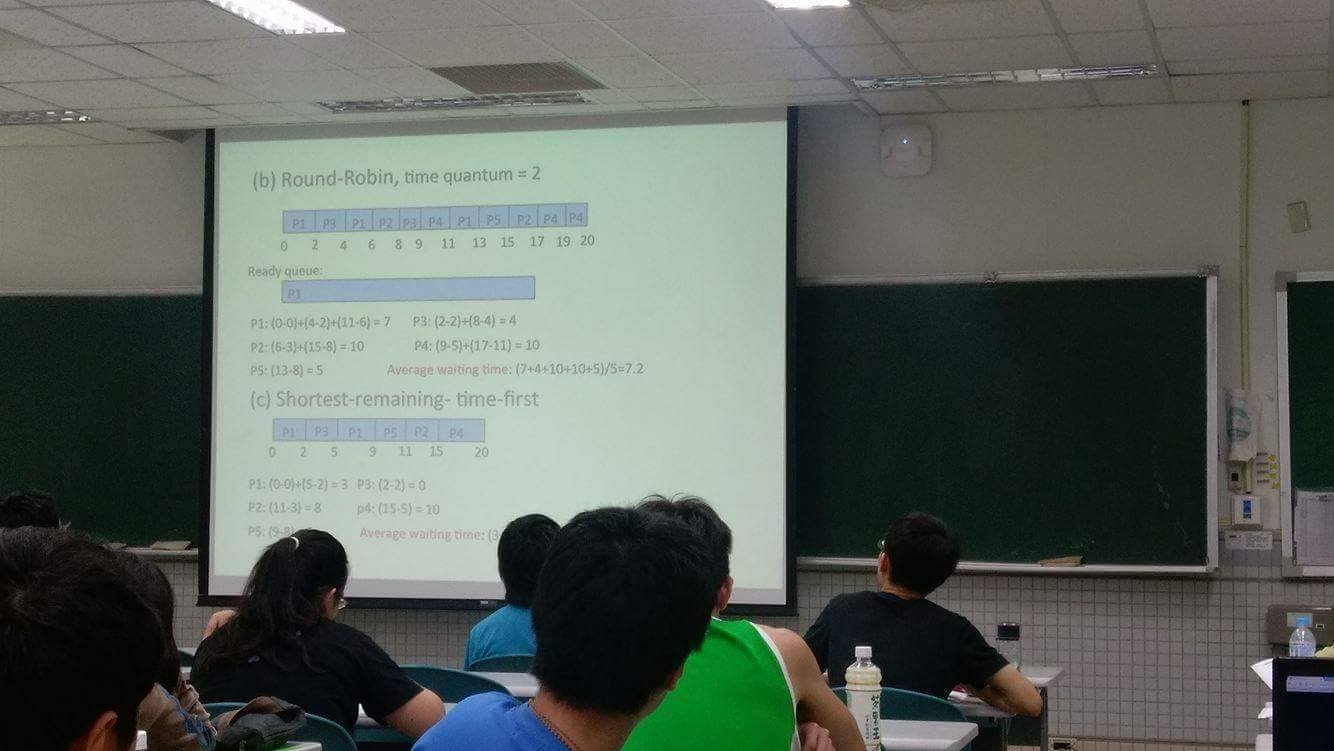 (b) Round-Robin, time quantum = 2
P1 P3 P1 P2 P3 P4 P1 P5 P2 P4 P4
0 2 4 6 8 9 11 13 15 17 19 20
Ready queue:
P1
P1: (0-0)+(4-2)+(11-6) = 7 P3: (2-2)+(8-4) = 4
P2: (6-3)+(15-8) = 10 P4: (9-5)+(17-11) = 10
P5: (13-8) = 5 Average waiting time: (7+4+10+10+5)/5=7.2
(c) Shortest-remaining- time-first
P1 P3 P1 P5 P2 P4
0 2 5 9 11 15 20
P1: (0-0)+(5-2) = 3 P3: (2-2) = 0
P2: (11-3) = 8 p4: (15-5) = 10
P5: (9-8) Average waiting time: (3